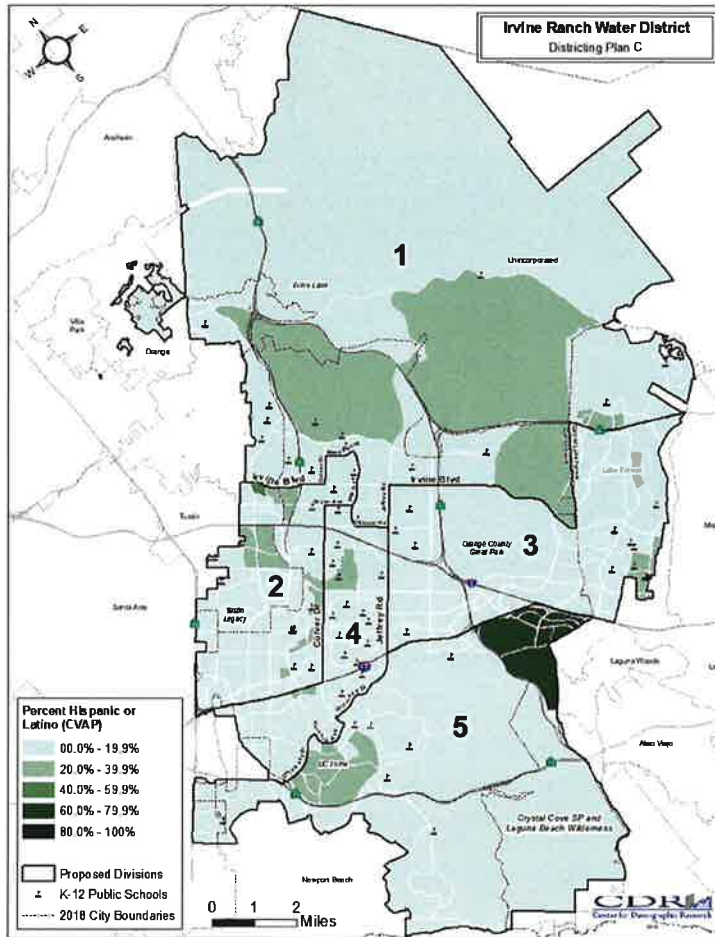 Irvine Ranch Water District
Districting Plan C
N
E
W
S
Anaheim
1
Unincorporated
Irvine Lake
Villa
Park
Orange
Irvine Blvd
Irvine Blvd
Lake Forest
Tustin
Orange County
Great Park
3
2
Santa Ana
Tustin
Legacy
Culver Dr
4
Jeffrey Rd
Laguna Woods
5
Aliso Viejo
UC Irvine
Crystal Cove SP and
Laguna Beach Wilderness
Newport Beach
Percent Hispanic or
Latino (CVAP)
00.0% - 19.9%
20.0% - 39.9%
40.0% - 59.9%
60.0% - 79.9%
80.0% - 100%
Proposed Divisions
K-12 Public Schools
2018 City Boundaries
0 1 2
Miles
CDR
Center for Demographic Research